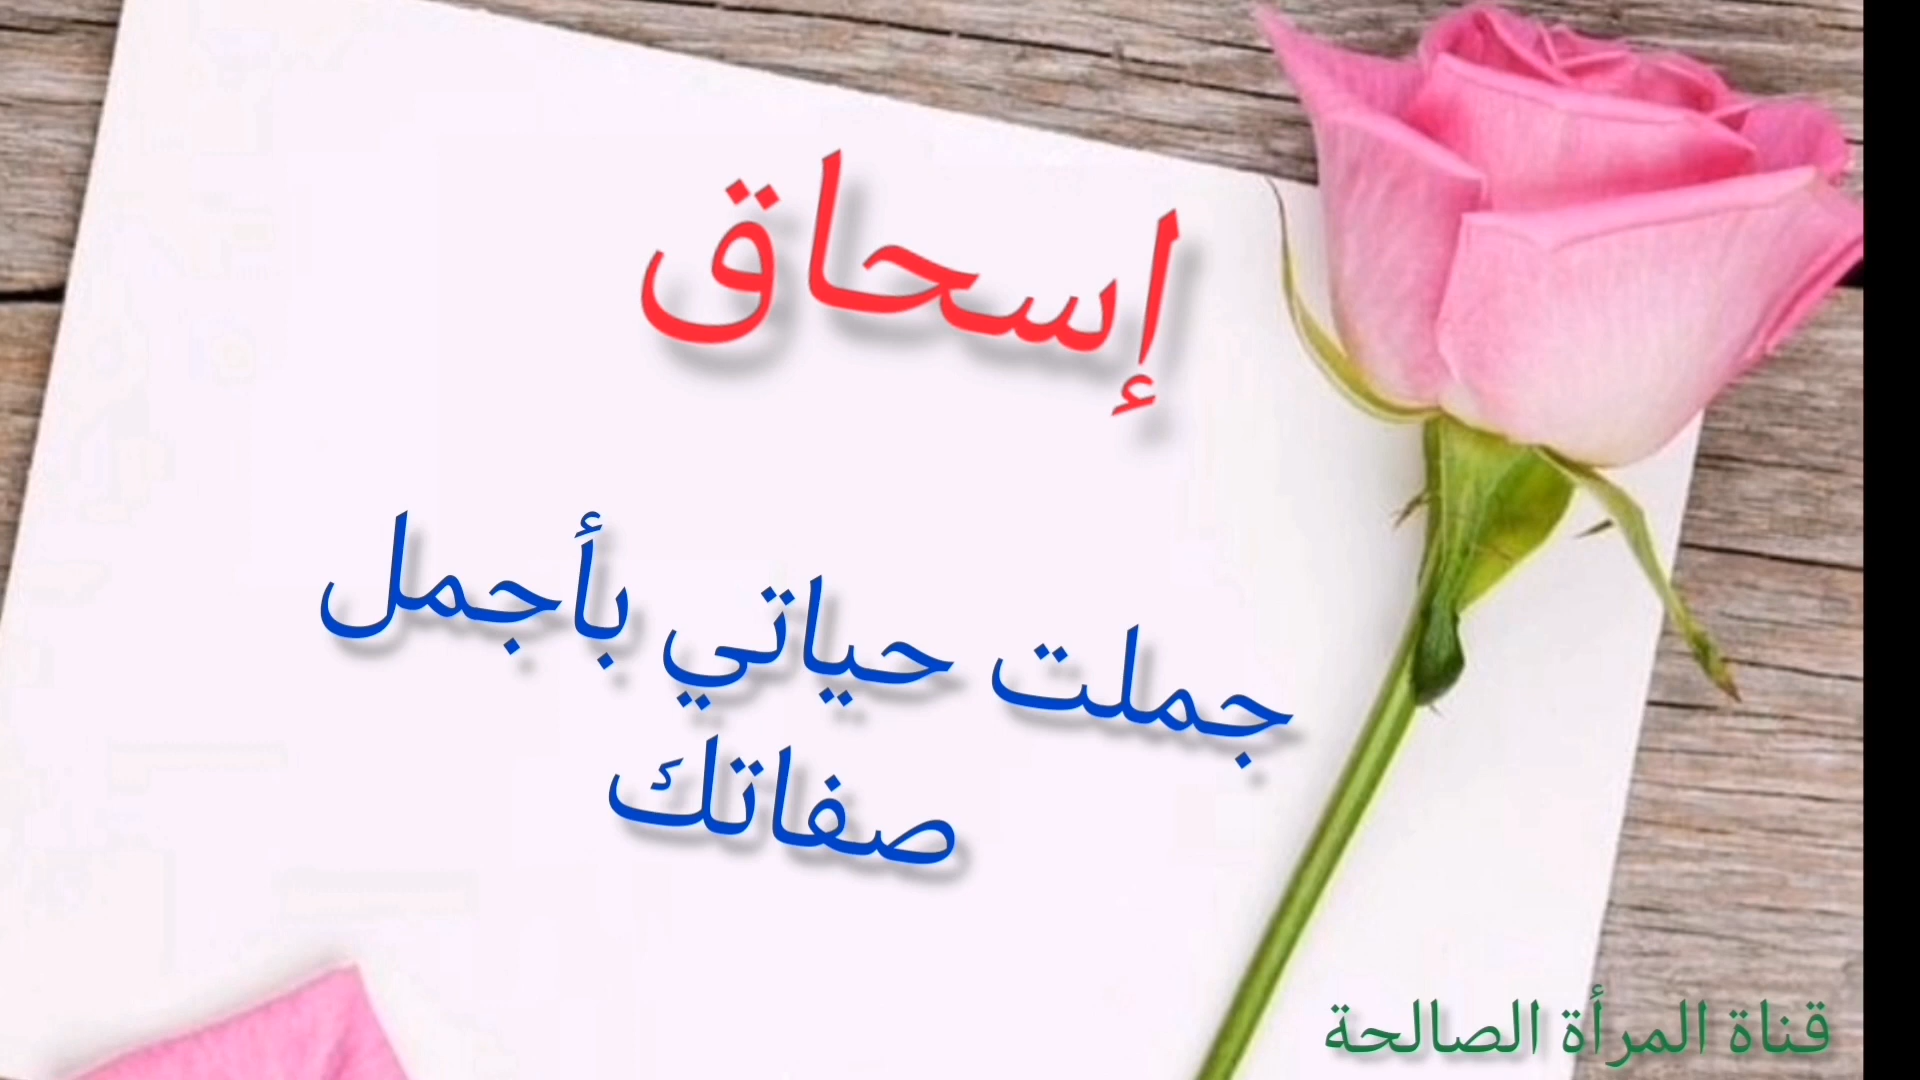 إسحاق
جملت حياتي بأجمل
صفاتك
قناة المرأة الصالحة